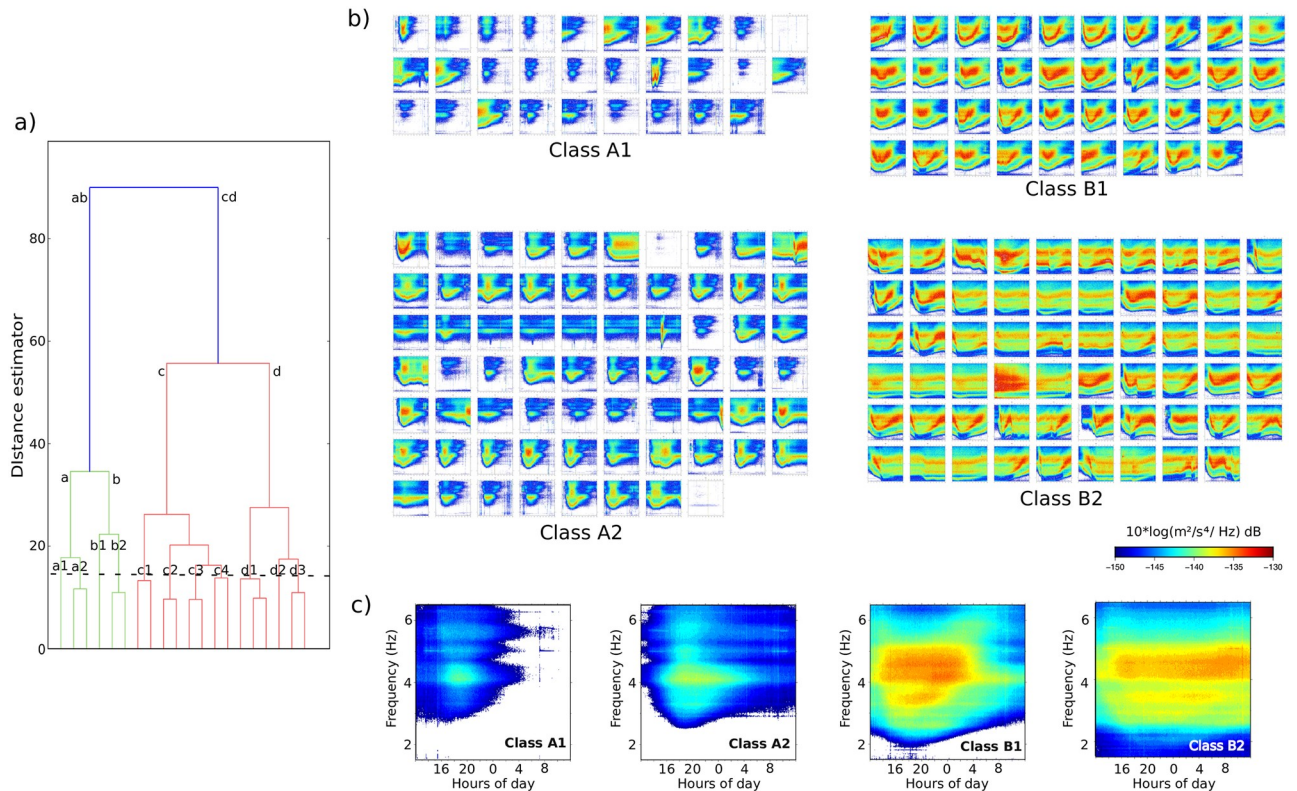 a)
Distance estimator
80
60
40
20
0
ab
cd
c
d
a
b
b1
b2
a1
a2
c1
c2
c3
c4
d1
d2
d3
b)
Class A1
Class B1
Class A2
Class B2
10*log(m²/s⁴/ Hz) dB
−150
−145
−140
−135
−130
c)
Frequency (Hz)
6
4
2
Class A1
16 20 0 4 8
Hours of day
Frequency (Hz)
6
4
2
Class A2
16 20 0 4 8
Hours of day
Frequency (Hz)
6
4
2
Class B1
16 20 0 4 8
Hours of day
Frequency (Hz)
6
4
2
Class B2
16 20 0 4 8
Hours of day